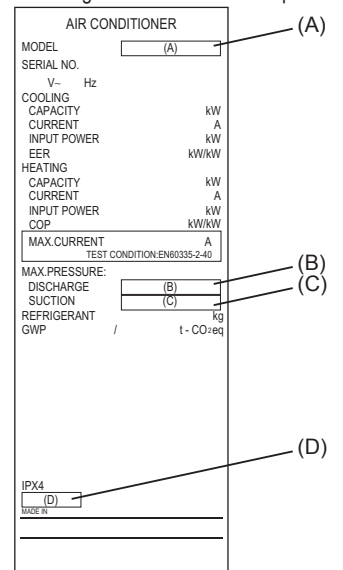 AIR CONDITIONER
MODEL (A) (A)
SERIAL NO.
V~ Hz
COOLING
CAPACITY kW
CURRENT A
INPUT POWER kW
EER kW/kW
HEATING
CAPACITY kW
CURRENT A
INPUT POWER kW
COP kW/kW
MAX.CURRENT A
TEST CONDITION:EN60335-2-40
MAX.PRESSURE:
DISCHARGE (B) (B)
SUCTION (C) (C)
REFRIGERANT kg
GWP / t - CO2eq
IPX4
(D) (D)
MADE IN